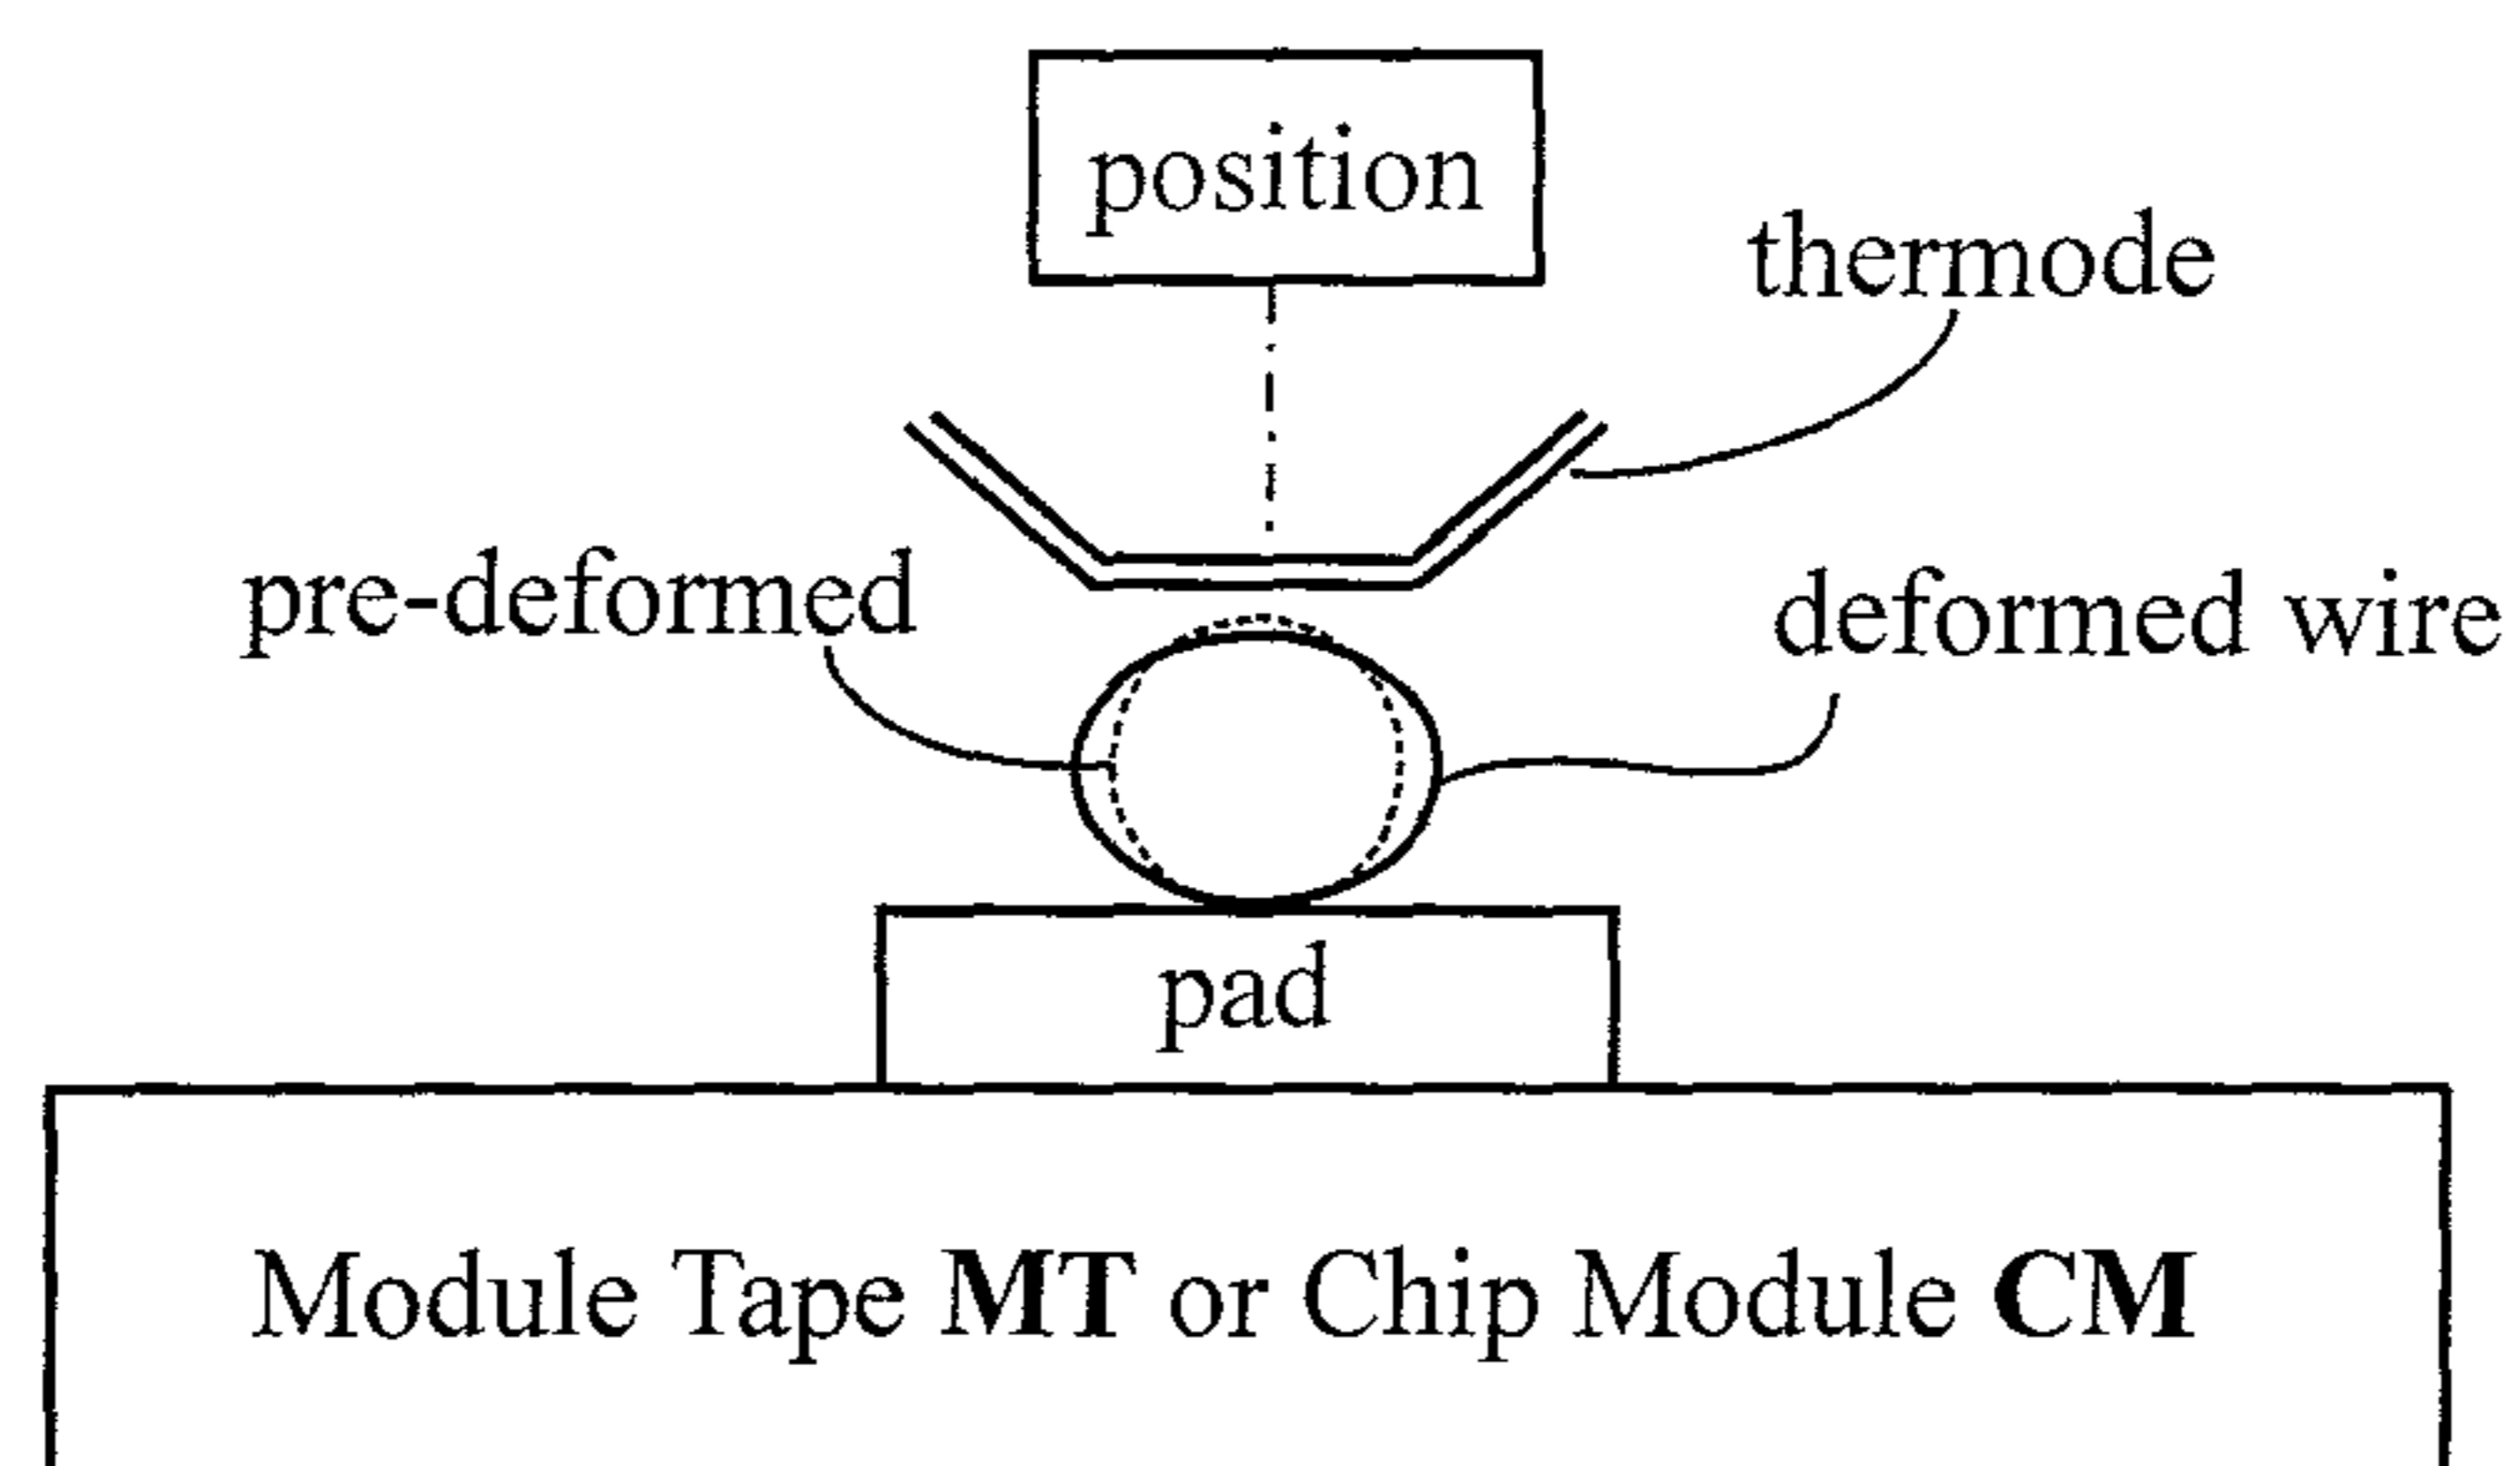 position
thermode
pre-deformed
deformed wire
pad
Module Tape MT or Chip Module CM